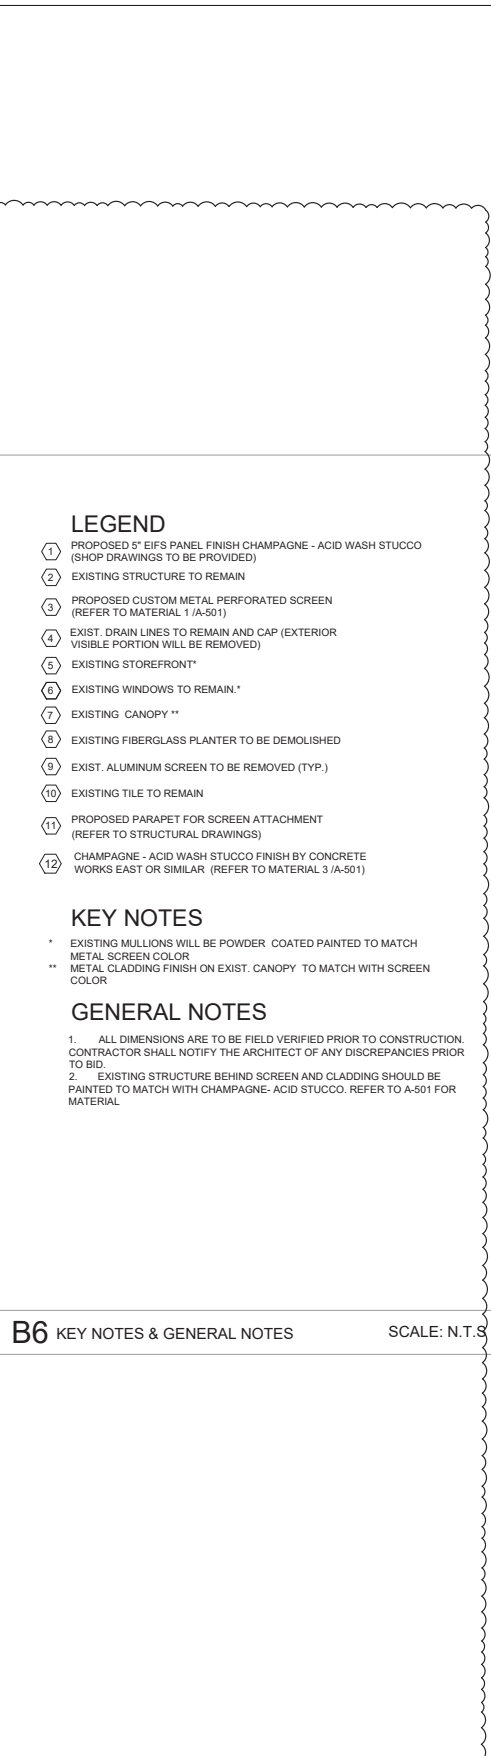 LEGEND
1 PROPOSED 5" EIFS PANEL FINISH CHAMPAGNE - ACID WASH STUCCO
(SHOP DRAWINGS TO BE PROVIDED)
2 EXISTING STRUCTURE TO REMAIN
3 PROPOSED CUSTOM METAL PERFORATED SCREEN
(REFER TO MATERIAL 1 /A-501)
4 EXIST. DRAIN LINES TO REMAIN AND CAP (EXTERIOR
VISIBLE PORTION WILL BE REMOVED)
5 EXISTING STOREFRONT*
6 EXISTING WINDOWS TO REMAIN.*
7 EXISTING CANOPY **
8 EXISTING FIBERGLASS PLANTER TO BE DEMOLISHED
9 EXIST. ALUMINUM SCREEN TO BE REMOVED (TYP.)
10 EXISTING TILE TO REMAIN
11 PROPOSED PARAPET FOR SCREEN ATTACHMENT
(REFER TO STRUCTURAL DRAWINGS)
12 CHAMPAGNE - ACID WASH STUCCO FINISH BY CONCRETE
WORKS EAST OR SIMILAR (REFER TO MATERIAL 3 /A-501)
KEY NOTES
* EXISTING MULLIONS WILL BE POWDER COATED PAINTED TO MATCH
METAL SCREEN COLOR
** METAL CLADDING FINISH ON EXIST. CANOPY TO MATCH WITH SCREEN
COLOR
GENERAL NOTES
1. ALL DIMENSIONS ARE TO BE FIELD VERIFIED PRIOR TO CONSTRUCTION.
CONTRACTOR SHALL NOTIFY THE ARCHITECT OF ANY DISCREPANCIES PRIOR
TO BID.
2. EXISTING STRUCTURE BEHIND SCREEN AND CLADDING SHOULD BE
PAINTED TO MATCH WITH CHAMPAGNE- ACID STUCCO. REFER TO A-501 FOR
MATERIAL
B6 KEY NOTES & GENERAL NOTES SCALE: N.T.S